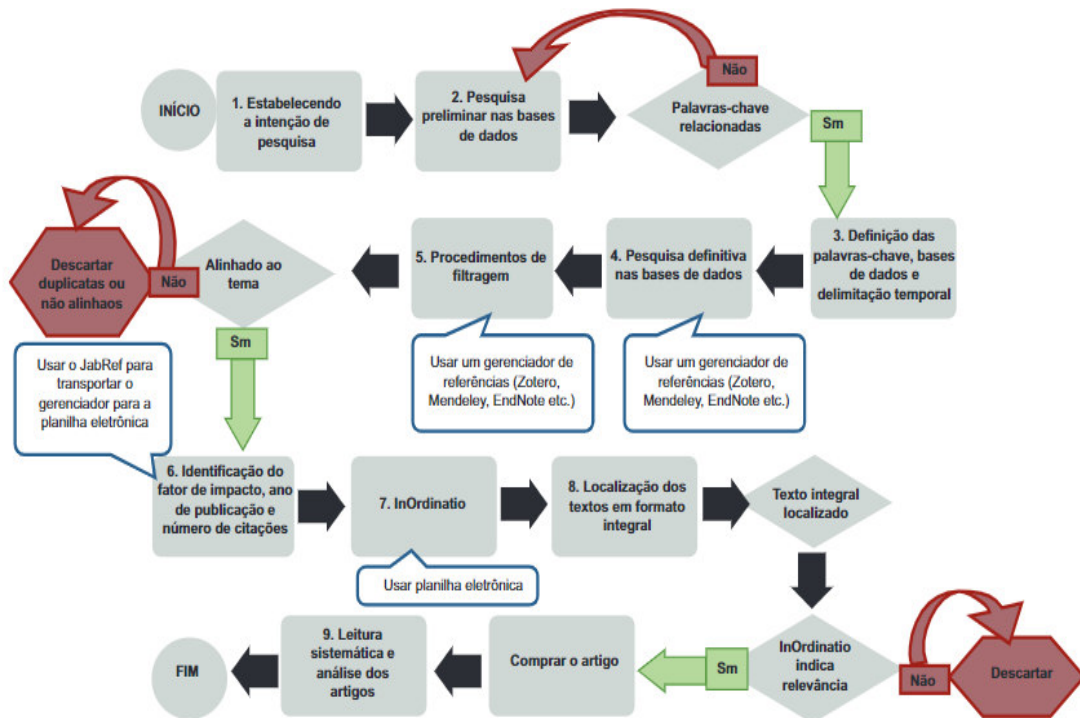 Não
INÍCIO
1. Estabelecendo
a intenção de
pesquisa
2. Pesquisa
preliminar nas bases
de dados
Palavras-chave
relacionadas
Sm
3. Definição das
palavras-chave, bases
de dados e
delimitação temporal
4. Pesquisa definitiva
nas bases de dados
5. Procedimentos de
filtragem
Alinhado ao
tema
Não
Descartar
duplicatas ou
não alinhaos
Sm
Usar o JabRef para
transportar o
gerenciador para a
planilha eletrônica
Usar um gerenciador de
referências (Zotero,
Mendeley, EndNote etc.)
Usar um gerenciador de
referências (Zotero,
Mendeley, EndNote etc.)
6. Identificação do
fator de impacto, ano
de publicação e
número de citações
7. InOrdinatio
8. Localização dos
textos em formato
integral
Texto integral
localizado
Usar planilha eletrônica
InOrdinatio
indica
relevância
Não
Descartar
Sm
Comprar o artigo
9. Leitura
sistemática e
análise dos
artigos
FIM